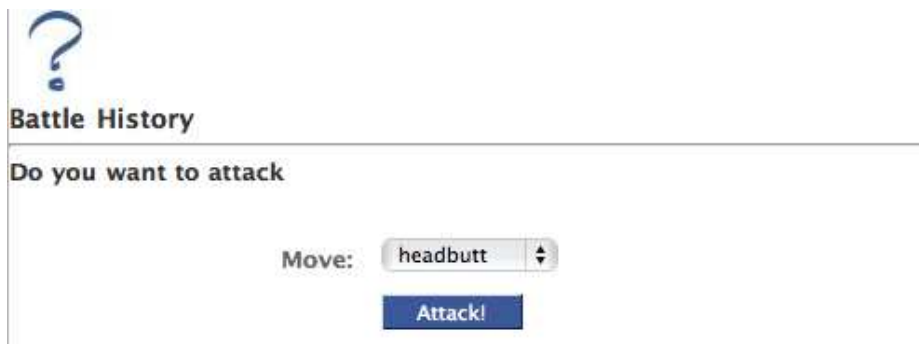 ?
Battle History
Do you want to attack
Move: headbutt
Attack!